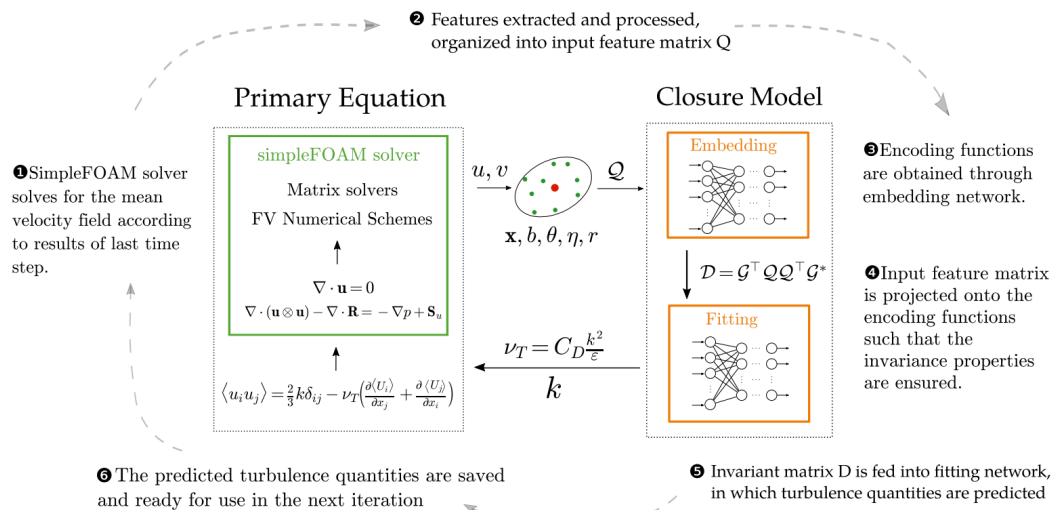 ❷ Features extracted and processed,
organized into input feature matrix Q
Primary Equation
Closure Model
❶SimpleFOAM solver
solves for the mean
velocity field according
to results of last time
step.
simpleFOAM solver
Matrix solvers
FV Numerical Schemes
∇ · u = 0
∇ · (u ⊗ u) − ∇ · R = − ∇p + S_u
⟨u_i u_j⟩ = 2/3 kδ_ij − ν_T(∂⟨U_i⟩/∂x_j + ∂⟨U_j⟩/∂x_i)
u, v
x, b, θ, η, r
𝒬
Embedding
𝒟 = 𝒢^⊤ 𝒬𝒬^⊤ 𝒢*
Fitting
ν_T = C_D k²/ε
k
❸Encoding functions
are obtained through
embedding network.
❹Input feature matrix
is projected onto the
encoding functions
such that the
invariance properties
are ensured.
❺ Invariant matrix D is fed into fitting network,
in which turbulence quantities are predicted
❻ The predicted turbulence quantities are saved
and ready for use in the next iteration